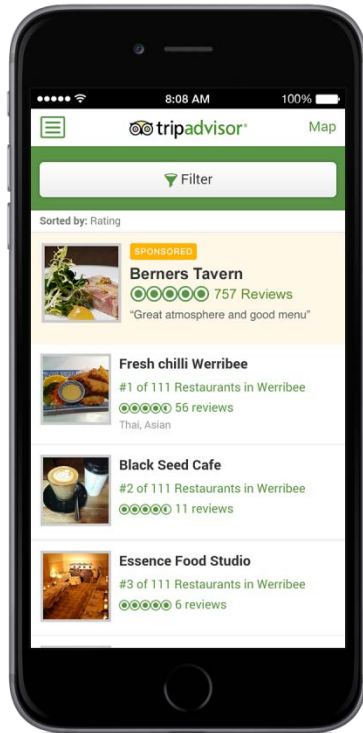 8:08 AM
100%
tripadvisor®
Map
Filter
Sorted by: Rating
SPONSORED
Berners Tavern
757 Reviews
“Great atmosphere and good menu”
Fresh chilli Werribee
#1 of 111 Restaurants in Werribee
56 reviews
Thai, Asian
Black Seed Cafe
#2 of 111 Restaurants in Werribee
11 reviews
Essence Food Studio
#3 of 111 Restaurants in Werribee
6 reviews